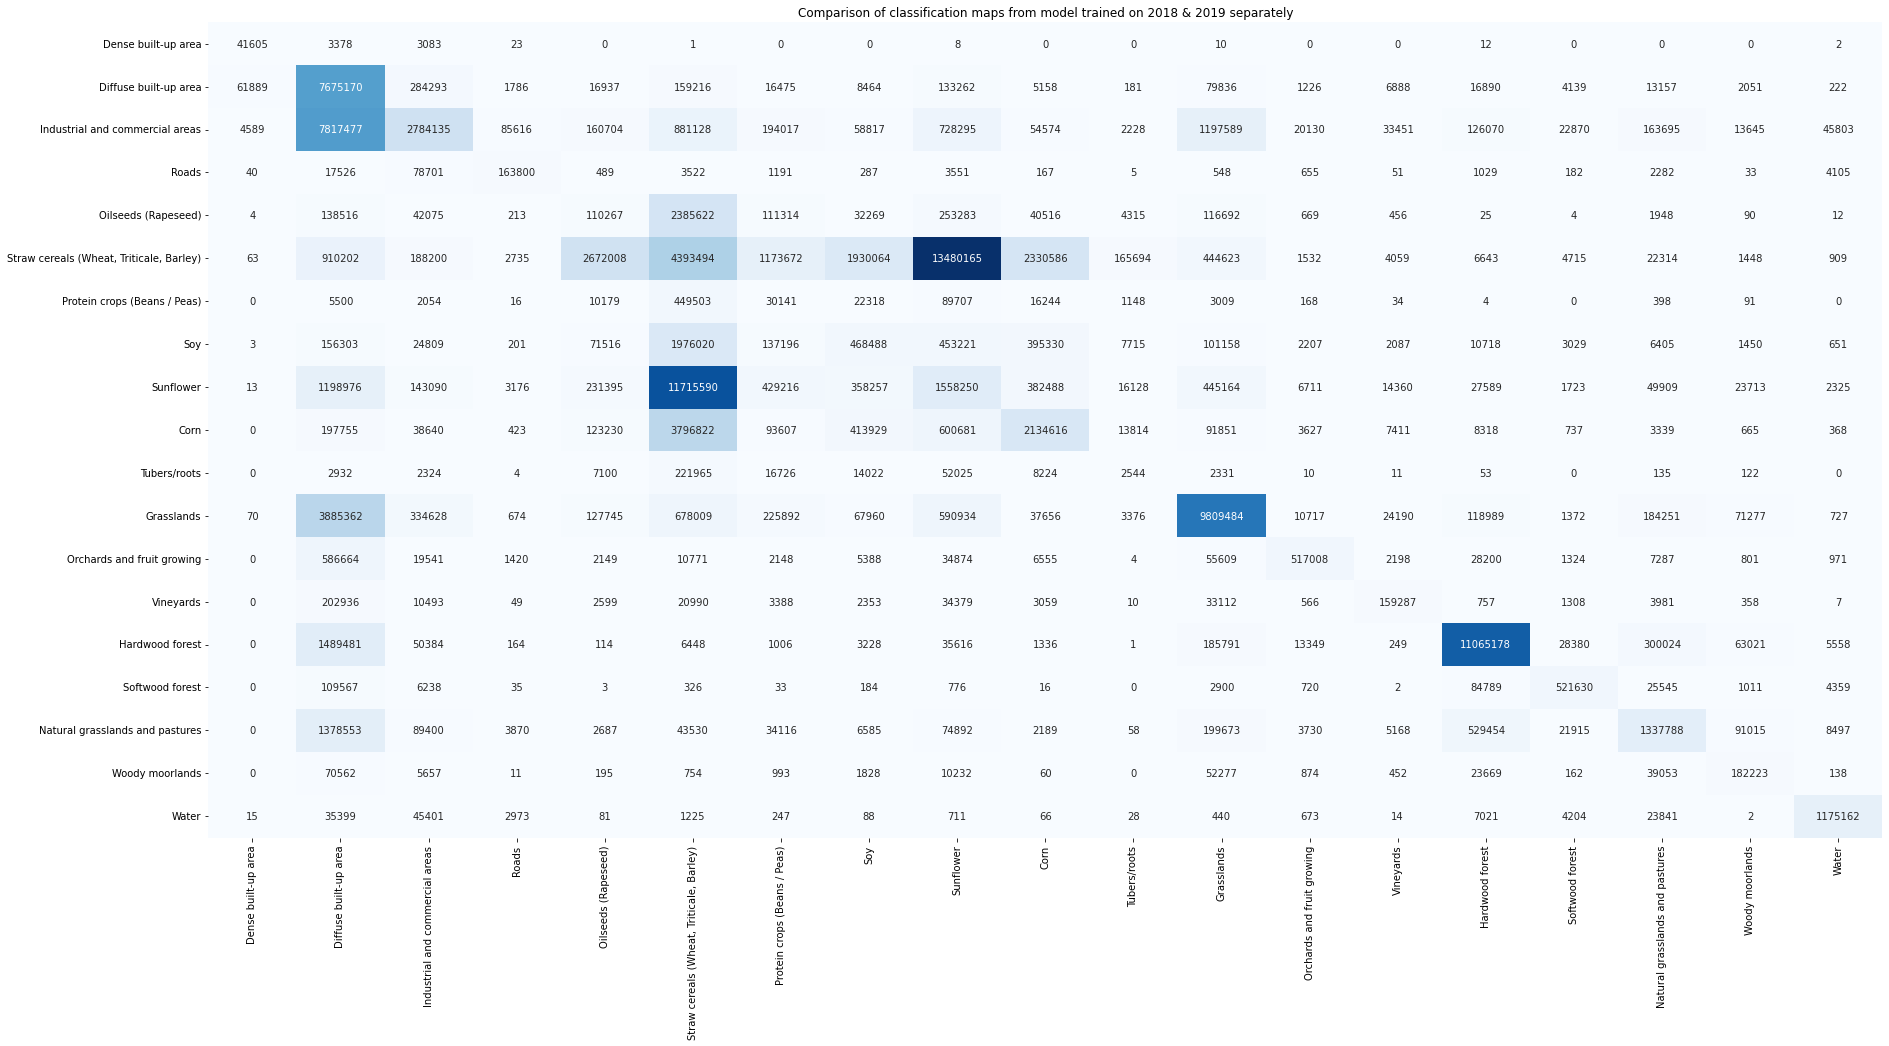 Comparison of classification maps from model trained on 2018 & 2019 separately
Dense built-up area 41605 3378 3083 23 0 1 0 0 8 0 0 10 0 0 12 0 0 0 2
Diffuse built-up area 61889 7675170 284293 1786 16937 159216 16475 8464 133262 5158 181 79836 1226 6888 16890 4139 13157 2051 222
Industrial and commercial areas 4589 7817477 2784135 85616 160704 881128 194017 58817 728295 54574 2228 1197589 20130 33451 126070 22870 163695 13645 45803
Roads 40 17526 78701 163800 489 3522 1191 287 3551 167 5 548 655 51 1029 182 2282 33 4105
Oilseeds (Rapeseed) 4 138516 42075 213 110267 2385622 111314 32269 253283 40516 4315 116692 669 456 25 4 1948 90 12
Straw cereals (Wheat, Triticale, Barley) 63 910202 188200 2735 2672008 4393494 1173672 1930064 13480165 2330586 165694 444623 1532 4059 6643 4715 22314 1448 909
Protein crops (Beans / Peas) 0 5500 2054 16 10179 449503 30141 22318 89707 16244 1148 3009 168 34 4 0 398 91 0
Soy 3 156303 24809 201 71516 1976020 137196 468488 453221 395330 7715 101158 2207 2087 10718 3029 6405 1450 651
Sunflower 13 1198976 143090 3176 231395 11715590 429216 358257 1558250 382488 16128 445164 6711 14360 27589 1723 49909 23713 2325
Corn 0 197755 38640 423 123230 3796822 93607 413929 600681 2134616 13814 91851 3627 7411 8318 737 3339 665 368
Tubers/roots 0 2932 2324 4 7100 221965 16726 14022 52025 8224 2544 2331 10 11 53 0 135 122 0
Grasslands 70 3885362 334628 674 127745 678009 225892 67960 590934 37656 3376 9809484 10717 24190 118989 1372 184251 71277 727
Orchards and fruit growing 0 586664 19541 1420 2149 10771 2148 5388 34874 6555 4 55609 517008 2198 28200 1324 7287 801 971
Vineyards 0 202936 10493 49 2599 20990 3388 2353 34379 3059 10 33112 566 159287 757 1308 3981 358 7
Hardwood forest 0 1489481 50384 164 114 6448 1006 3228 35616 1336 1 185791 13349 249 11065178 28380 300024 63021 5558
Softwood forest 0 109567 6238 35 3 326 33 184 776 16 0 2900 720 2 84789 521630 25545 1011 4359
Natural grasslands and pastures 0 1378553 89400 3870 2687 43530 34116 6585 74892 2189 58 199673 3730 5168 529454 21915 1337788 91015 8497
Woody moorlands 0 70562 5657 11 195 754 993 1828 10232 60 0 52277 874 452 23669 162 39053 182223 138
Water 15 35399 45401 2973 81 1225 247 88 711 66 28 440 673 14 7021 4204 23841 2 1175162
Dense built-up area
Diffuse built-up area
Industrial and commercial areas
Roads
Oilseeds (Rapeseed)
Straw cereals (Wheat, Triticale, Barley)
Protein crops (Beans / Peas)
Soy
Sunflower
Corn
Tubers/roots
Grasslands
Orchards and fruit growing
Vineyards
Hardwood forest
Softwood forest
Natural grasslands and pastures
Woody moorlands
Water